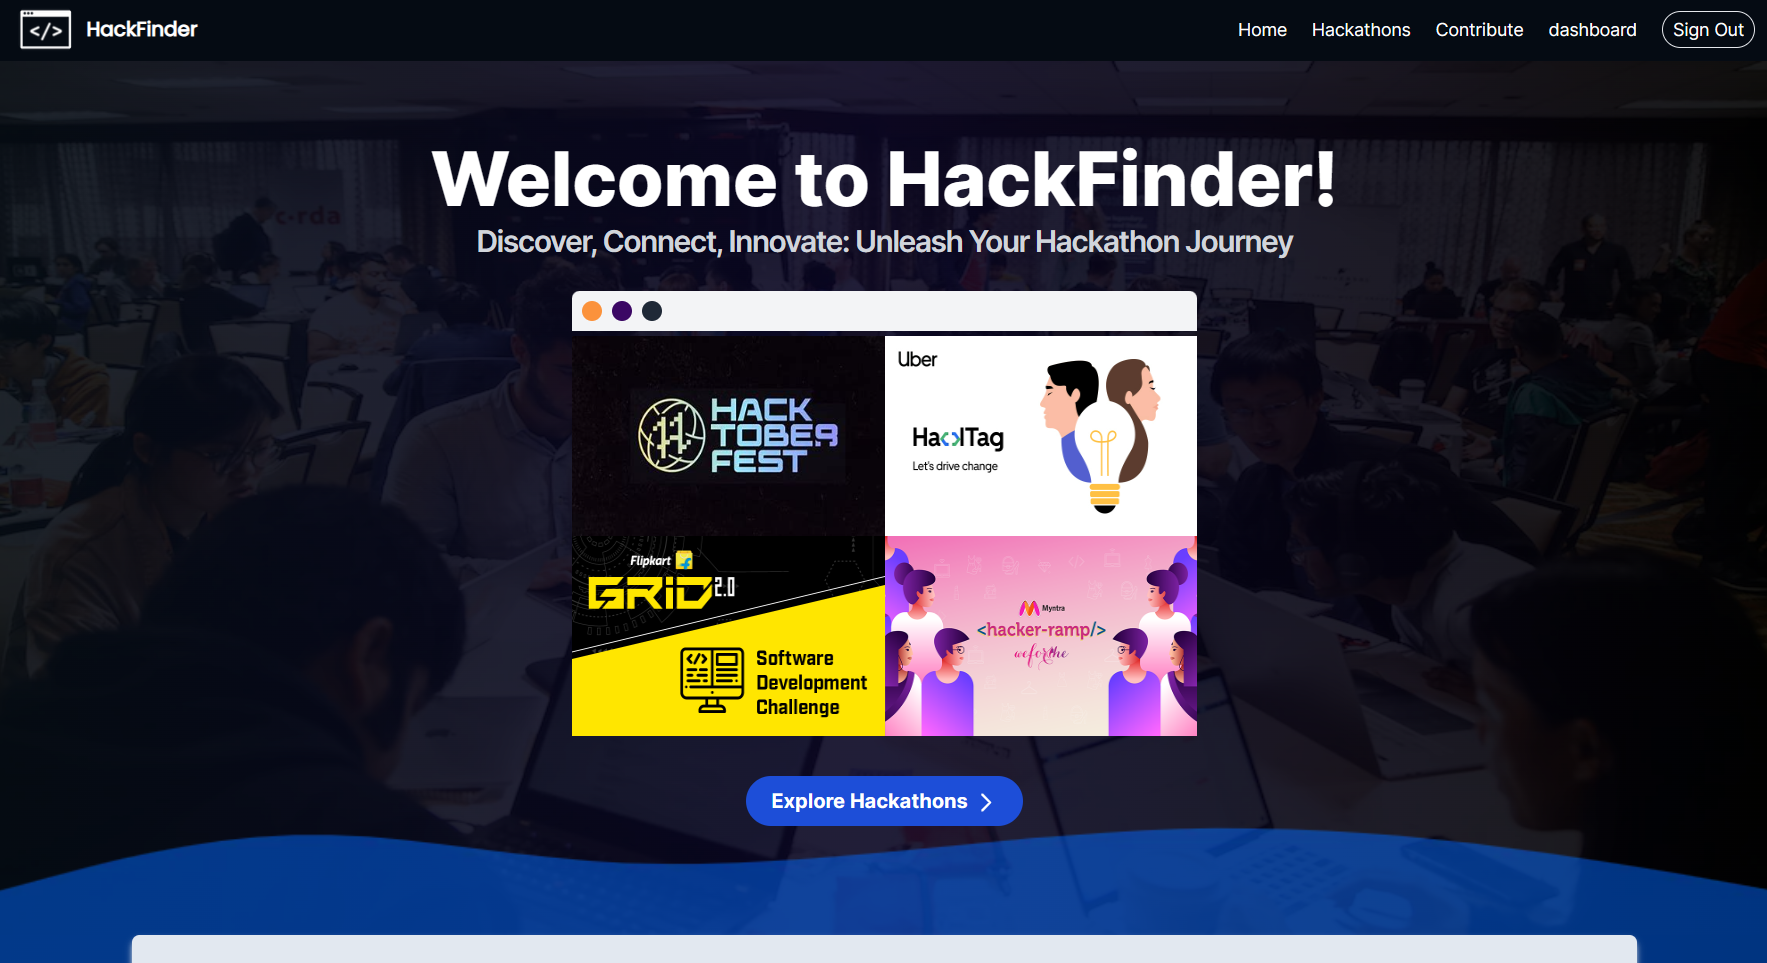 </>
HackFinder
Home
Hackathons
Contribute
dashboard
Sign Out
c-rda
Welcome to HackFinder!
Discover, Connect, Innovate: Unleash Your Hackathon Journey
HACK
TOBER
FEST
Uber
Ha<>lTag
Let's drive change
Flipkart
GRID 2.0
</>
Software
Development
Challenge
Myntra
<hacker-ramp/>
weforshe
Explore Hackathons